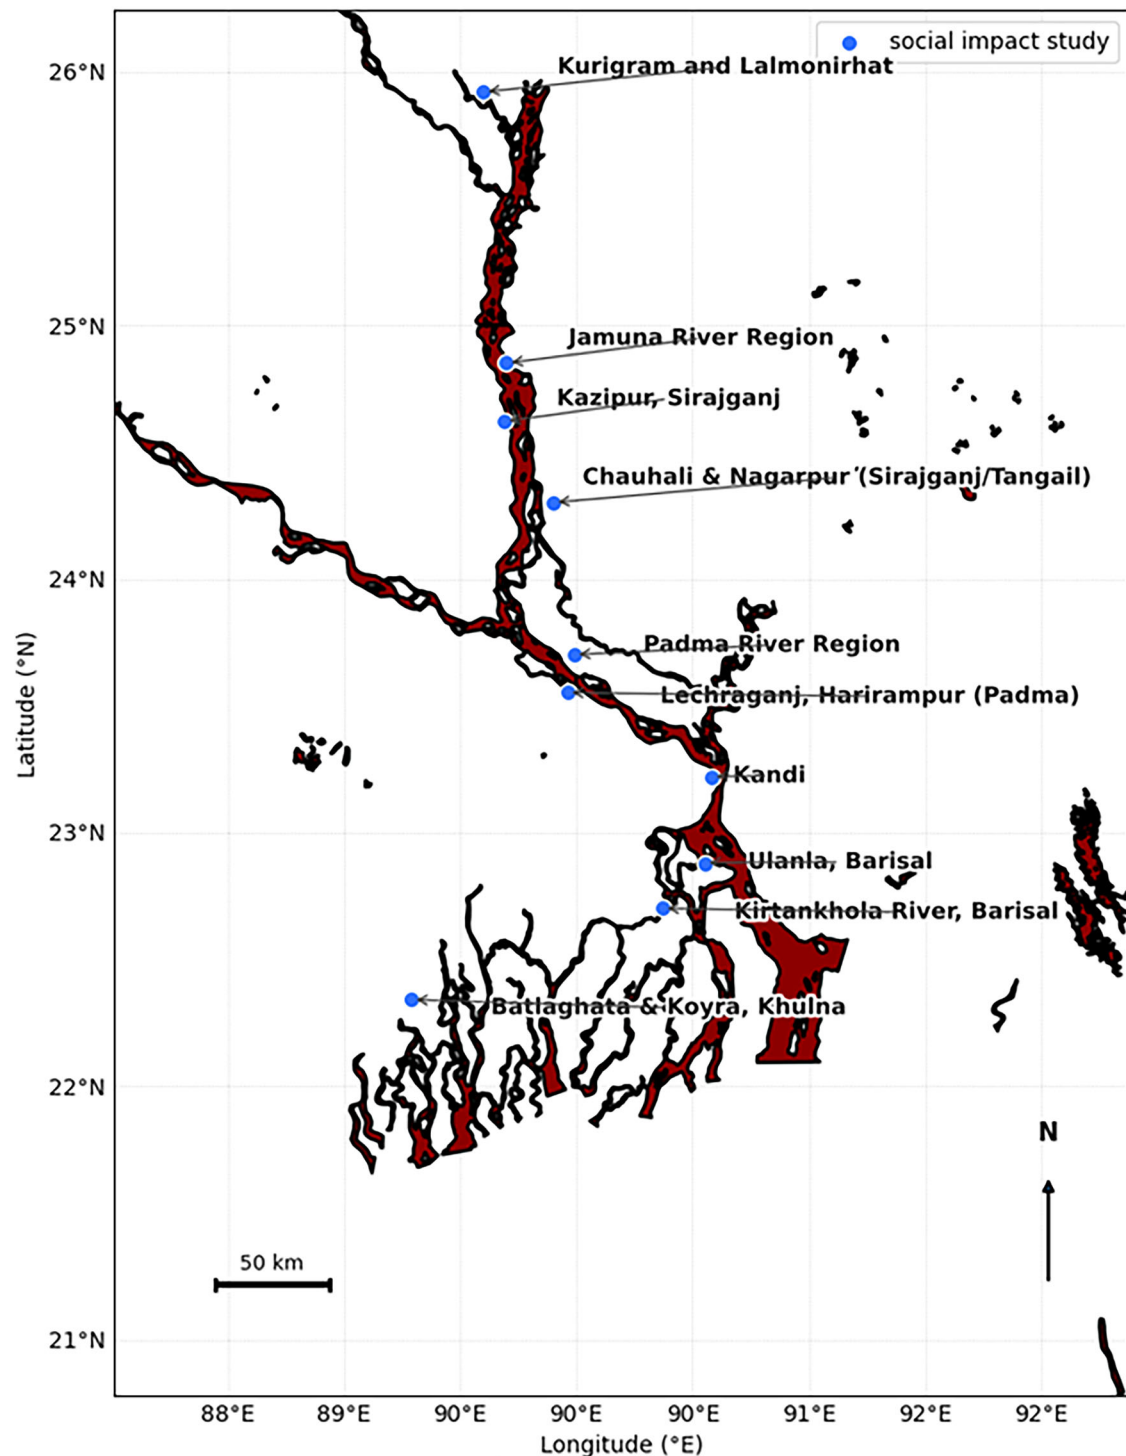 social impact study
26°N
Kurigram and Lalmonirhat
25°N
Jamuna River Region
Kazipur, Sirajganj
Chauhali & Nagarpur (Sirajganj/Tangail)
24°N
Padma River Region
Lechraganj, Harirampur (Padma)
Kandi
23°N
Ulanla, Barisal
Kirtankhola River, Barisal
Batlaghata & Koyra, Khulna
22°N
N
50 km
21°N
Latitude (°N)
88°E 89°E 90°E 90°E 90°E 91°E 92°E 92°E
Longitude (°E)